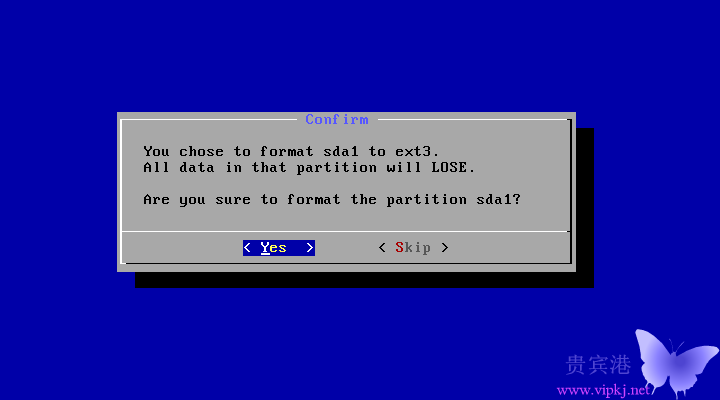 Confirm
You chose to format sda1 to ext3.
All data in that partition will LOSE.
Are you sure to format the partition sda1?
< Yes > < Skip >
贵宾港
www.vipkj.net